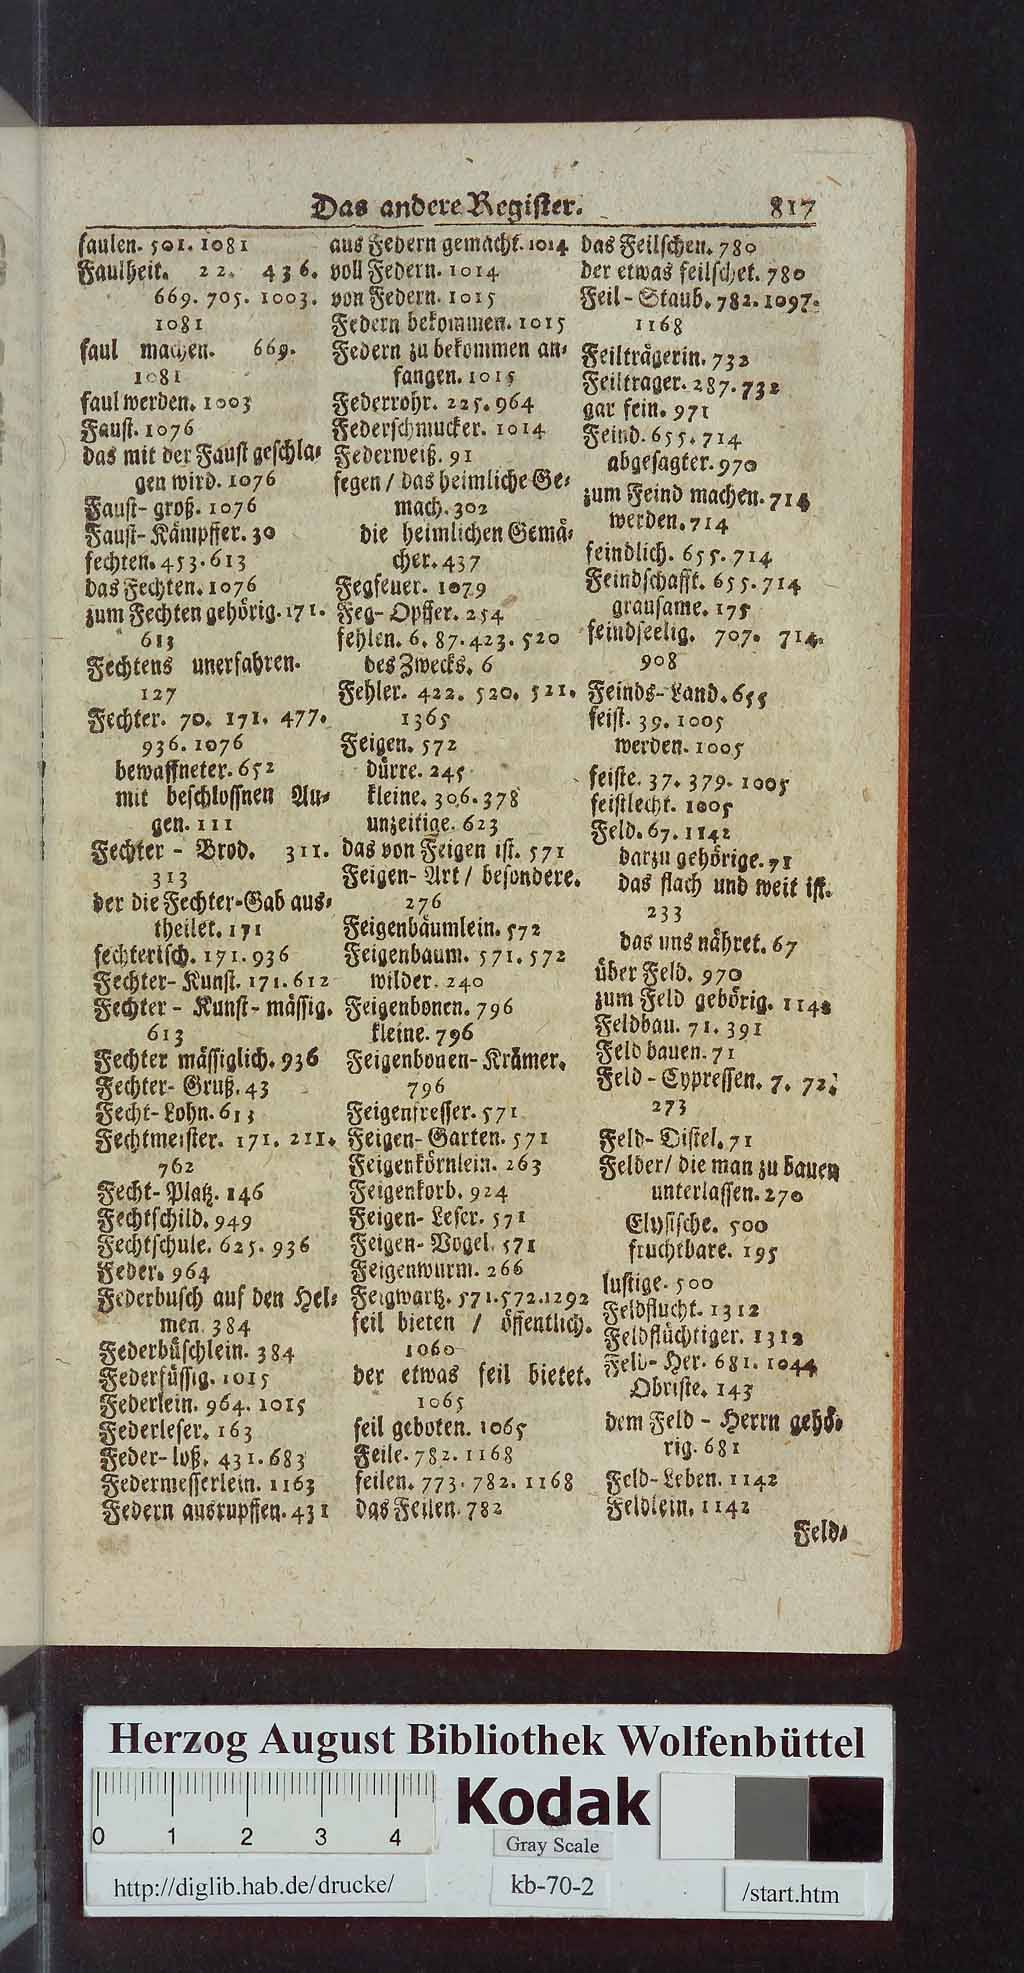 Das andere Register. 817
faulen. 501. 1081
Faulheit. 22. 436.
669. 705. 1003.
1081
faul machen. 669.
1081
faul werden. 1003
Faust. 1076
das mit der Faust geschla-
gen wird. 1076
Faust-groß. 1076
Faust-Kämpffer. 30
fechten. 453. 613
das Fechten. 1076
zum Fechten gehörig. 171.
613
Fechtens unerfahren.
127
Fechter. 70. 171. 477.
936. 1076
bewaffneter. 652
mit beschloßnen Au-
gen. 111
Fechter - Brod. 311.
313
der die Fechter-Gab aus-
theilet. 171
fechterisch. 171. 936
Fechter-Kunst. 171. 612
Fechter - Kunst-mässig.
613
Fechter mässiglich. 936
Fechter-Gruß. 43
Fecht-Lohn. 613
Fechtmeister. 171. 211.
762
Fecht-Platz. 146
Fechtschild. 949
Fechtschule. 625. 936
Feder. 964
Federbusch auf den Hel-
men. 384
Federbüschlein. 384
Federfüssig. 1015
Federlein. 964. 1015
Federleser. 163
Feder-loß. 431. 683
Federmesserlein. 1163
Federn ausrupffen. 431
aus Federn gemacht. 1014
voll Federn. 1014
von Federn. 1015
Federn bekommen. 1015
Federn zu bekommen an-
fangen. 1015
Federrohr. 225. 964
Federschmucker. 1014
Federweiß. 91
fegen / das heimliche Ge-
mach. 302
die heimlichen Gemä-
cher. 437
Fegfeuer. 1079
Feg-Opffer. 254
fehlen. 6. 87. 423. 520
des Zwecks. 6
Fehler. 422. 520. 521.
1365
Feigen. 572
dürre. 245
kleine. 306. 378
unzeitige. 623
das von Feigen ist. 571
Feigen-Art / besondere.
276
Feigenbäumlein. 572
Feigenbaum. 571. 572
wilder. 240
Feigenbonen. 796
kleine. 796
Feigenbonen-Krämer.
796
Feigenfresser. 571
Feigen-Garten. 571
Feigenkörnlein. 263
Feigenkorb. 924
Feigen-Leser. 571
Feigen-Vogel. 571
Feigenwurm. 266
Feigwartz. 571. 572. 1292
feil bieten / öffentlich.
1060
der etwas feil bietet.
1065
feil geboten. 1065
Feile. 782. 1168
feilen. 773. 782. 1168
das Feilen. 782
das Feilschen. 780
der etwas feilschet. 780
Feil-Staub. 782. 1097.
1168
Feilträgerin. 732
Feiltrager. 287. 732
gar fein. 971
Feind. 655. 714
abgesagter. 970
zum Feind machen. 714
werden. 714
feindlich. 655. 714
Feindschafft. 655. 714
grausame. 175
feindseelig. 707. 714.
908
Feinds-Land. 655
feist. 39. 1005
werden. 1005
feiste. 37. 379. 1005
feistlecht. 1005
Feld. 67. 1142
darzu gehörige. 71
das flach und weit ist.
233
das uns nähret. 67
über Feld. 970
zum Feld gehörig. 1142
Feldbau. 71. 391
Feld bauen. 71
Feld-Cypressen. 7. 72.
273
Feld-Distel. 71
Felder / die man zu bauen
unterlassen. 270
Elysische. 500
fruchtbare. 195
lustige. 500
Feldflucht. 1312
Feldflüchtiger. 1312
Feld-Her. 681. 1044
Obriste. 143
dem Feld-Herrn gehö-
rig. 681
Feld-Leben. 1142
Feldlein. 1142
Feld-
Herzog August Bibliothek Wolfenbüttel
Kodak
0 1 2 3 4
Gray Scale
http://diglib.hab.de/drucke/ kb-70-2 /start.htm